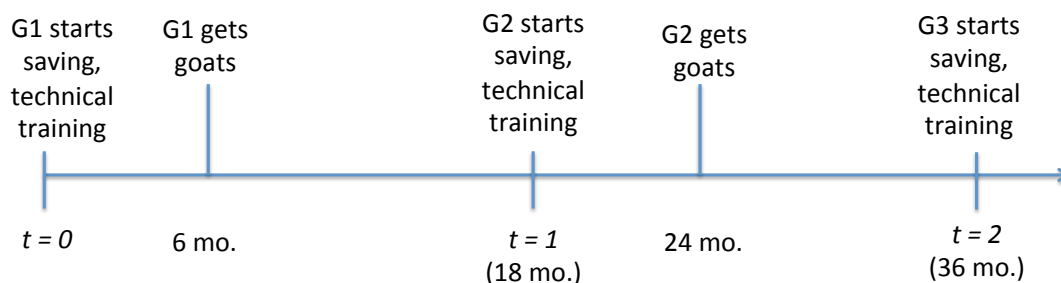 G1 starts
saving,
technical
training
G1 gets
goats
G2 starts
saving,
technical
training
G2 gets
goats
G3 starts
saving,
technical
training
t = 0
6 mo.
t = 1
(18 mo.)
24 mo.
t = 2
(36 mo.)